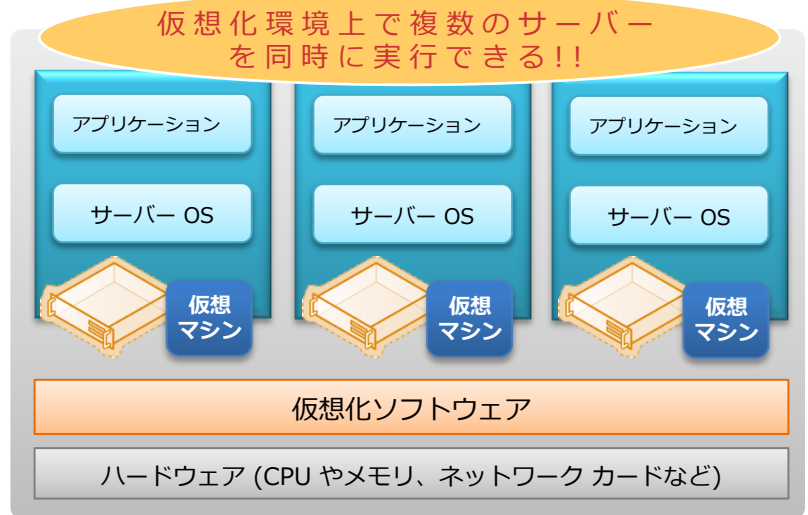 仮想化環境上で複数のサーバー
を同時に実行できる!!
アプリケーション
アプリケーション
アプリケーション
サーバー OS
サーバー OS
サーバー OS
仮想
マシン
仮想
マシン
仮想
マシン
仮想化ソフトウェア
ハードウェア (CPU やメモリ、ネットワーク カードなど)